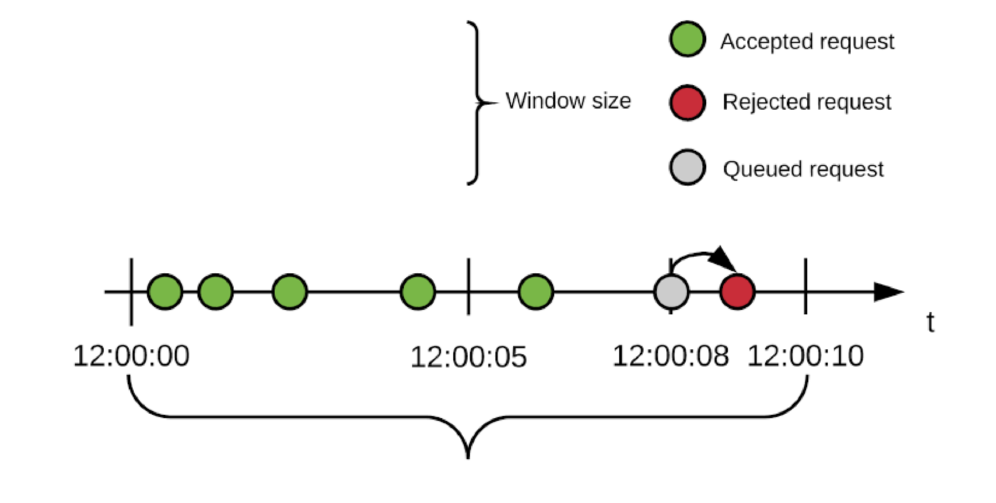 Accepted request
Window size
Rejected request
Queued request
t
12:00:00
12:00:05
12:00:08
12:00:10